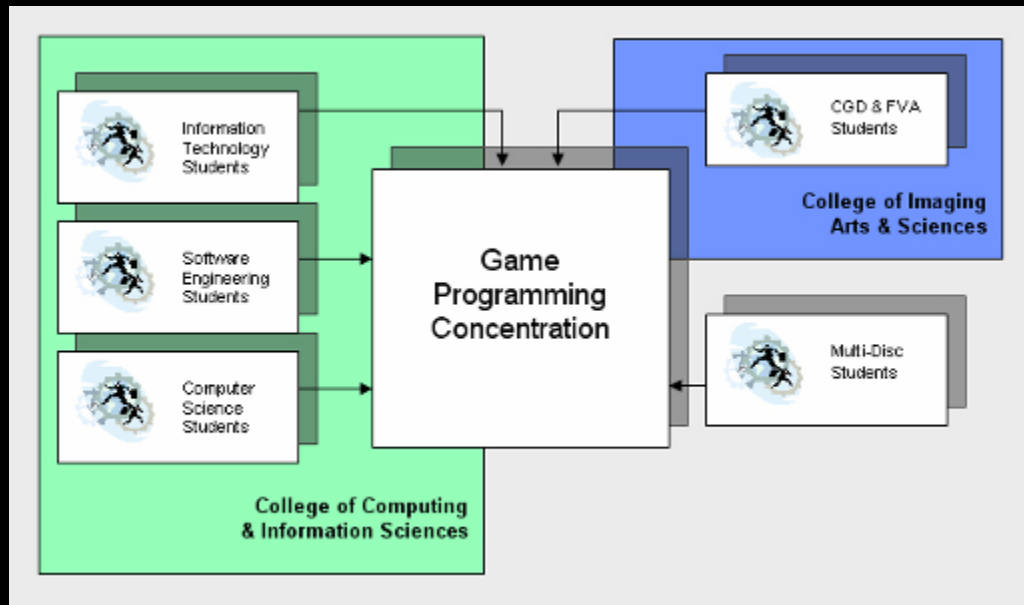 Information
Technology
Students
Software
Engineering
Students
Computer
Science
Students
College of Computing
& Information Sciences
Game
Programming
Concentration
CGD & FVA
Students
College of Imaging
Arts & Sciences
Multi-Disc
Students